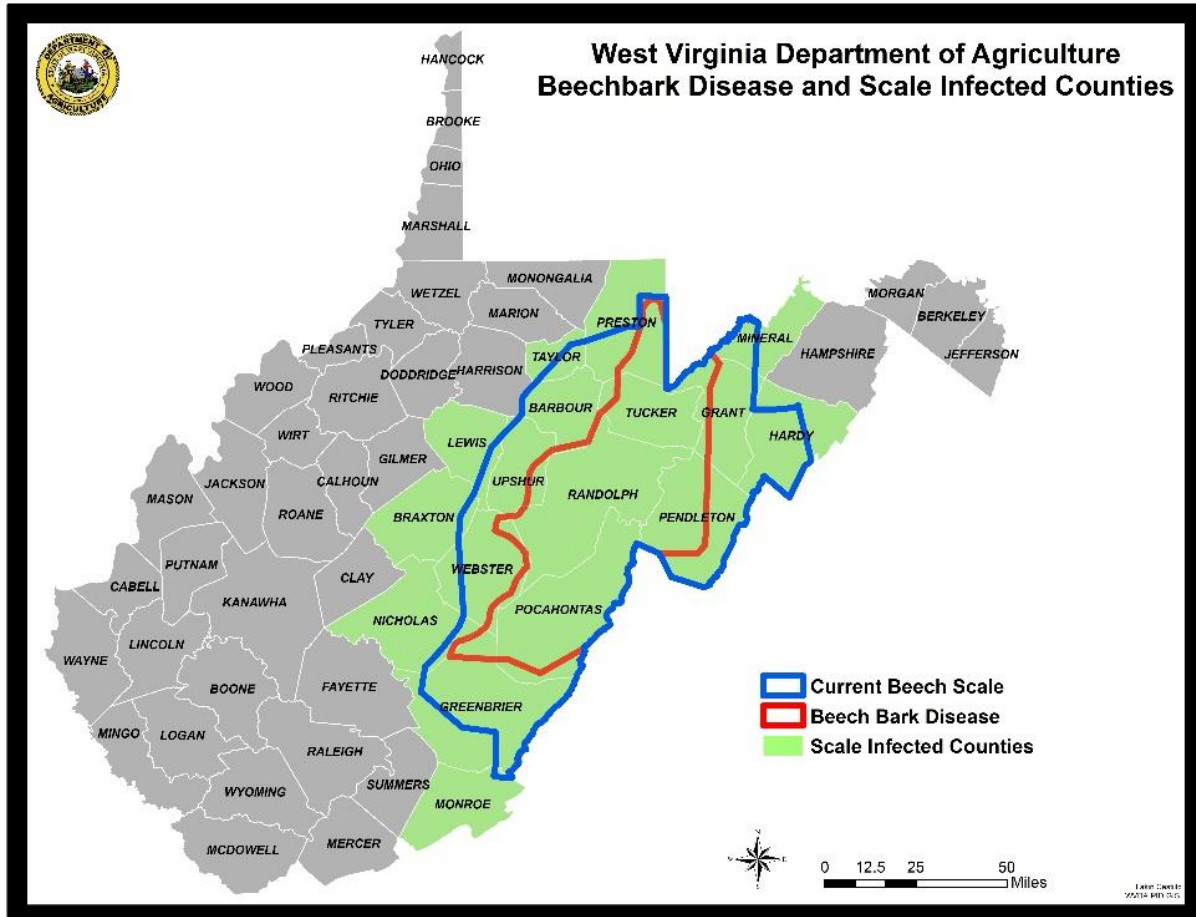 West Virginia Department of Agriculture
Beechbark Disease and Scale Infected Counties
DEPARTMENT OF
AGRICULTURE
HANCOCK
BROOKE
OHIO
MARSHALL
MONONGALIA
WETZEL
MARION
TYLER
PRESTON
MORGAN
BERKELEY
JEFFERSON
MINERAL
HAMPSHIRE
PLEASANTS
TAYLOR
DODDRIDGE
HARRISON
WOOD
RITCHIE
BARBOUR
TUCKER
GRANT
HARDY
WIRT
LEWIS
GILMER
JACKSON
CALHOUN
UPSHUR
RANDOLPH
MASON
ROANE
BRAXTON
PENDLETON
PUTNAM
CABELL
CLAY
WEBSTER
KANAWHA
POCAHONTAS
NICHOLAS
LINCOLN
WAYNE
BOONE
FAYETTE
GREENBRIER
MINGO
LOGAN
RALEIGH
WYOMING
SUMMERS
MONROE
MCDOWELL
MERCER
Current Beech Scale
Beech Bark Disease
Scale Infected Counties
N
S
0 12.5 25 50
Miles